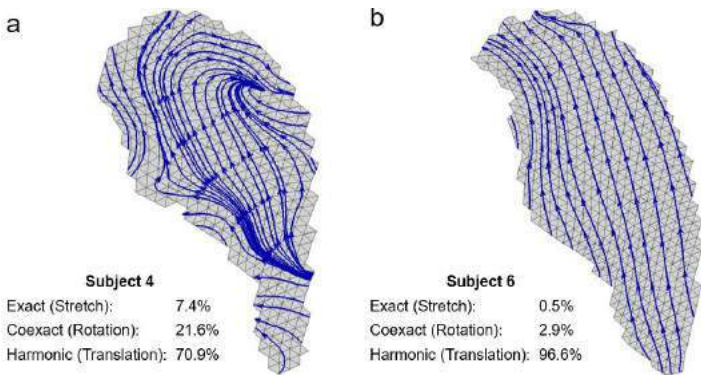 a
b
Subject 4
Exact (Stretch): 7.4%
Coexact (Rotation): 21.6%
Harmonic (Translation): 70.9%
Subject 6
Exact (Stretch): 0.5%
Coexact (Rotation): 2.9%
Harmonic (Translation): 96.6%